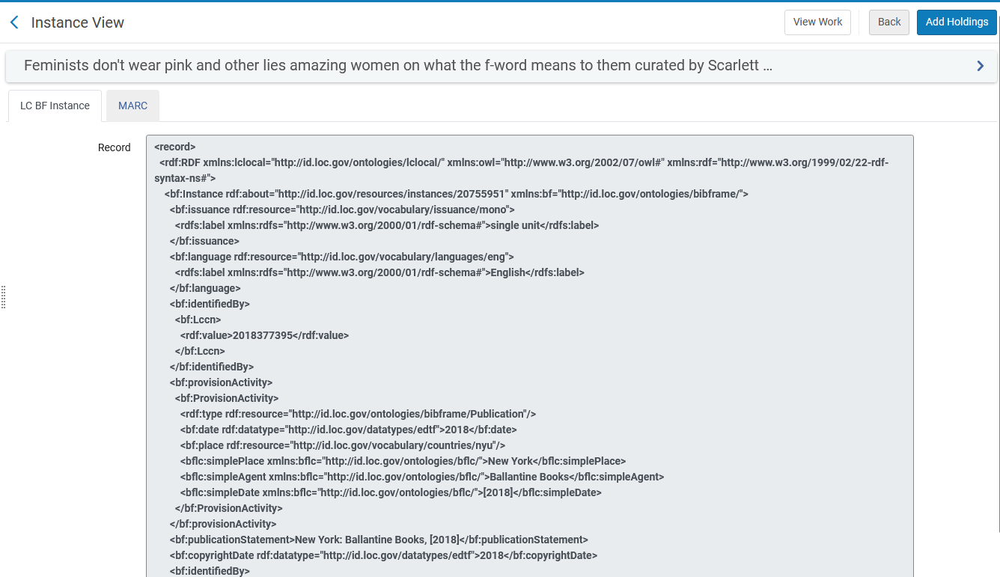 Instance View
View Work
Back
Add Holdings
Feminists don't wear pink and other lies amazing women on what the f-word means to them curated by Scarlett ...
LC BF Instance
MARC
Record
<record>
<rdf:RDF xmlns:lclocal="http://id.loc.gov/ontologies/lclocal/" xmlns:owl="http://www.w3.org/2002/07/owl#" xmlns:rdf="http://www.w3.org/1999/02/22-rdf-
syntax-ns#">
<bf:Instance rdf:about="http://id.loc.gov/resources/instances/20755951" xmlns:bf="http://id.loc.gov/ontologies/bibframe/">
<bf:issuance rdf:resource="http://id.loc.gov/vocabulary/issuance/mono">
<rdfs:label xmlns:rdfs="http://www.w3.org/2000/01/rdf-schema#">single unit</rdfs:label>
</bf:issuance>
<bf:language rdf:resource="http://id.loc.gov/vocabulary/languages/eng">
<rdfs:label xmlns:rdfs="http://www.w3.org/2000/01/rdf-schema#">English</rdfs:label>
</bf:language>
<bf:identifiedBy>
<bf:Lccn>
<rdf:value>2018377395</rdf:value>
</bf:Lccn>
</bf:identifiedBy>
<bf:provisionActivity>
<bf:ProvisionActivity>
<rdf:type rdf:resource="http://id.loc.gov/ontologies/bibframe/Publication"/>
<bf:date rdf:datatype="http://id.loc.gov/datatypes/edtf">2018</bf:date>
<bf:place rdf:resource="http://id.loc.gov/vocabulary/countries/nyu"/>
<bflc:simplePlace xmlns:bflc="http://id.loc.gov/ontologies/bflc/">New York</bflc:simplePlace>
<bflc:simpleAgent xmlns:bflc="http://id.loc.gov/ontologies/bflc/">Ballantine Books</bflc:simpleAgent>
<bflc:simpleDate xmlns:bflc="http://id.loc.gov/ontologies/bflc/">[2018]</bflc:simpleDate>
</bf:ProvisionActivity>
</bf:provisionActivity>
<bf:publicationStatement>New York: Ballantine Books, [2018]</bf:publicationStatement>
<bf:copyrightDate rdf:datatype="http://id.loc.gov/datatypes/edtf">2018</bf:copyrightDate>
<bf:identifiedBy>